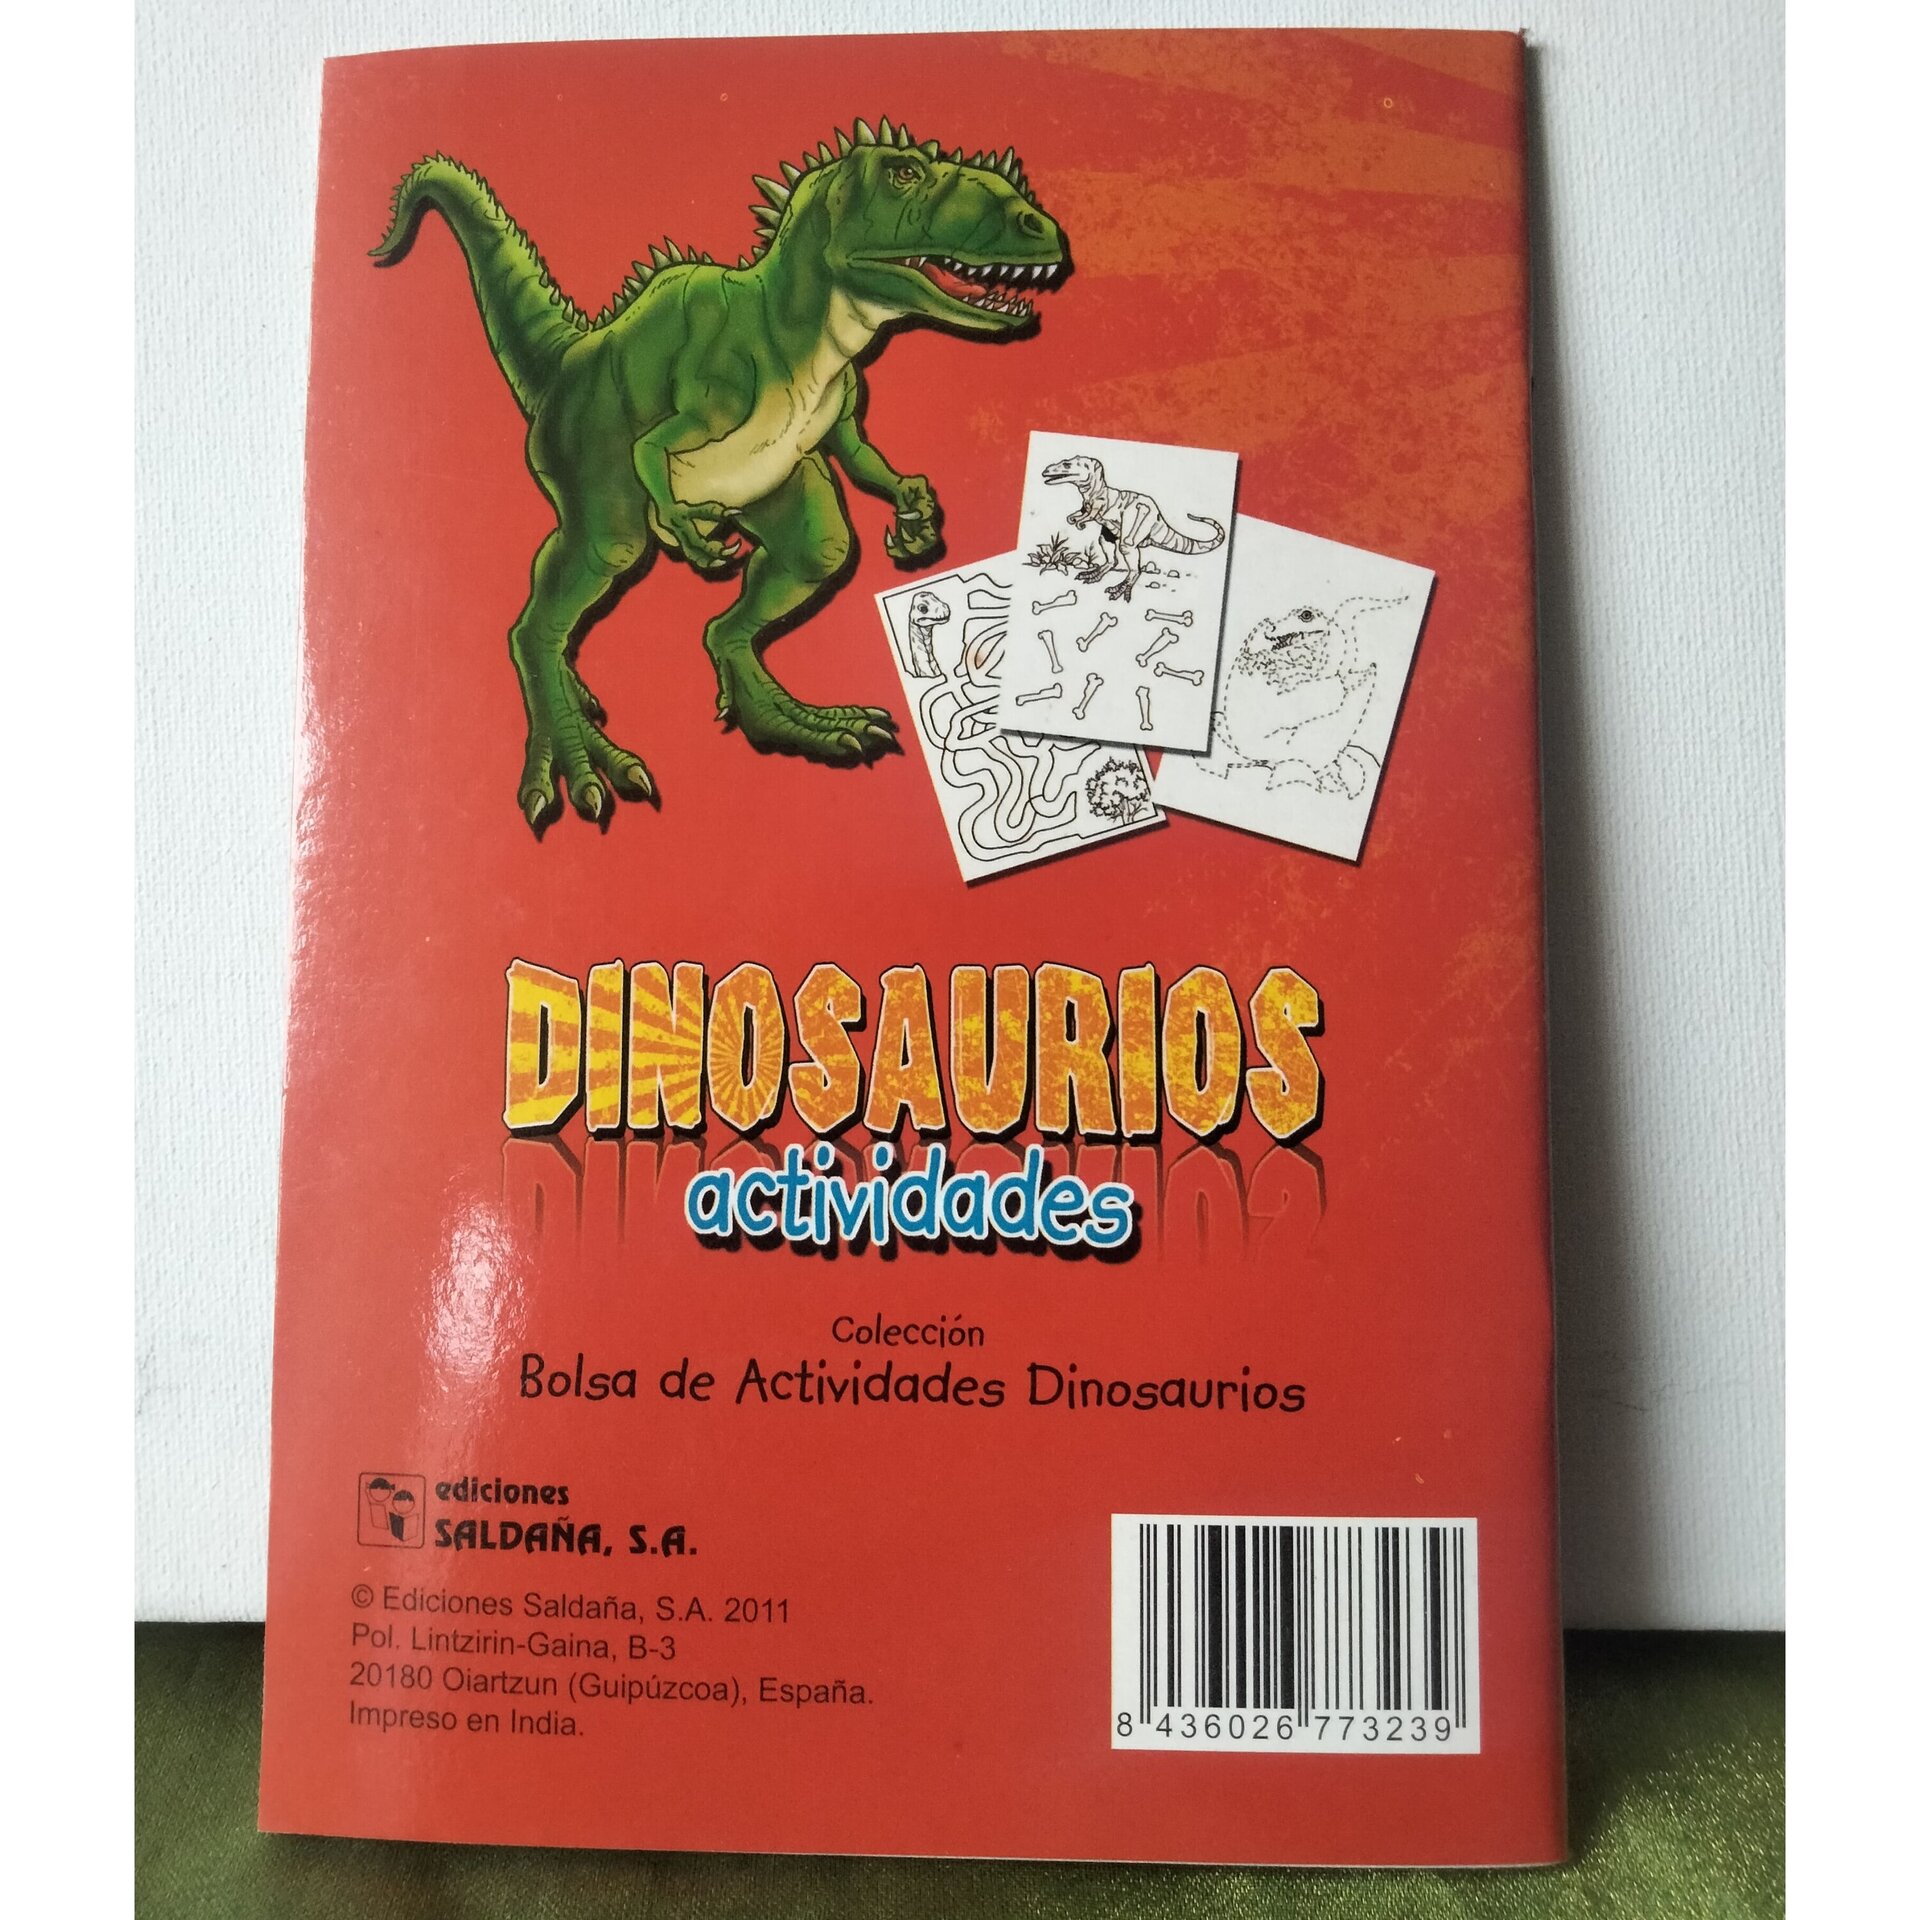 DINOSAURIOS
actividades
Colección
Bolsa de Actividades Dinosaurios
ediciones
SALDAÑA, S.A.
© Ediciones Saldaña, S.A. 2011
Pol. Lintzirin-Gaina, B-3
20180 Oiartzun (Guipúzcoa), España.
Impreso en India.
8 436026 773239